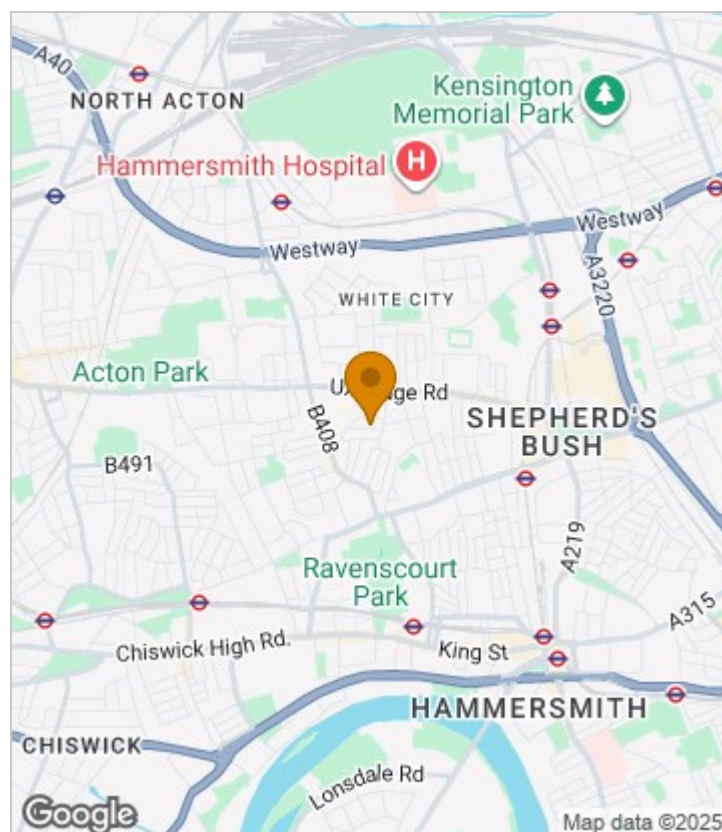 A40
NORTH ACTON
Kensington
Memorial Park
Hammersmith Hospital
H
Westway
Westway
A3220
WHITE CITY
Acton Park
Rd
SHEPHERD'S
BUSH
B408
B491
A219
Ravenscourt
Park
A315
Chiswick High Rd.
King St
HAMMERSMITH
CHISWICK
Lonsdale Rd
Google
Map data ©2025